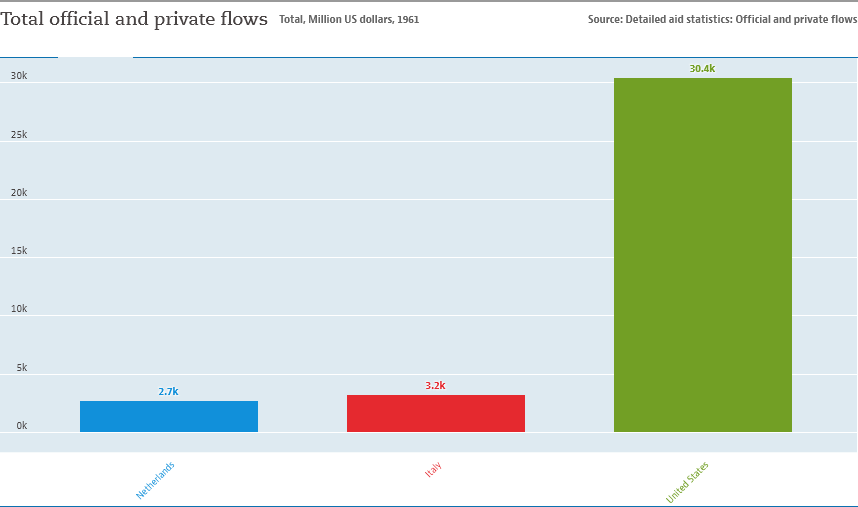 Total official and private flows Total, Million US dollars, 1961 Source: Detailed aid statistics: Official and private flows
30k
25k
20k
15k
10k
5k
0k
2.7k
3.2k
30.4k
Netherlands
Italy
United States